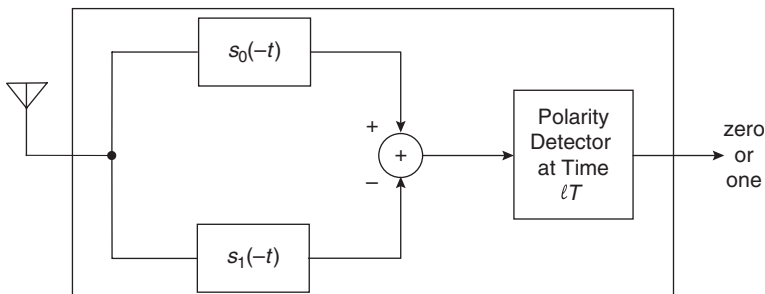 s₀(−t)
+
+
−
Polarity
Detector
at Time
ℓT
zero
or
one
s₁(−t)